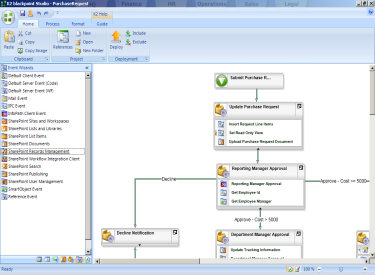 K2 blackpoint Studio - PurchaseRequest
Finance
HR
Operations
Sales
Legal
K2 Help
Home
Process
Format
Guide
Paste
Cut
Copy
Copy Image
Clipboard
References
New
Open
New Folder
Project
Deploy
Include
Exclude
Deployment
Event Wizards
Default Client Event
Default Server Event (Code)
Default Server Event (WF)
Mail Event
IPC Event
InfoPath Client Event
SharePoint Sites and Workspaces
SharePoint Lists and Libraries
SharePoint List Items
SharePoint Documents
SharePoint Records Management
SharePoint Workflow Integration Client
SharePoint Search
SharePoint Publishing
SharePoint User Management
SmartObject Event
Reference Event
Submit Purchase R...
Update Purchase Request
Insert Request Line Items
Set Read Only View
Upload Purchase Request Document
Reporting Manager Approval
Reporting Manager Approval
Get Employee Id
Get Employee Manager
Decline
Approve - Cost <= 5000
Approve - Cost > 5000
Decline Notification
Department Manager Approval
Update Tracking Information
Ready
100 %